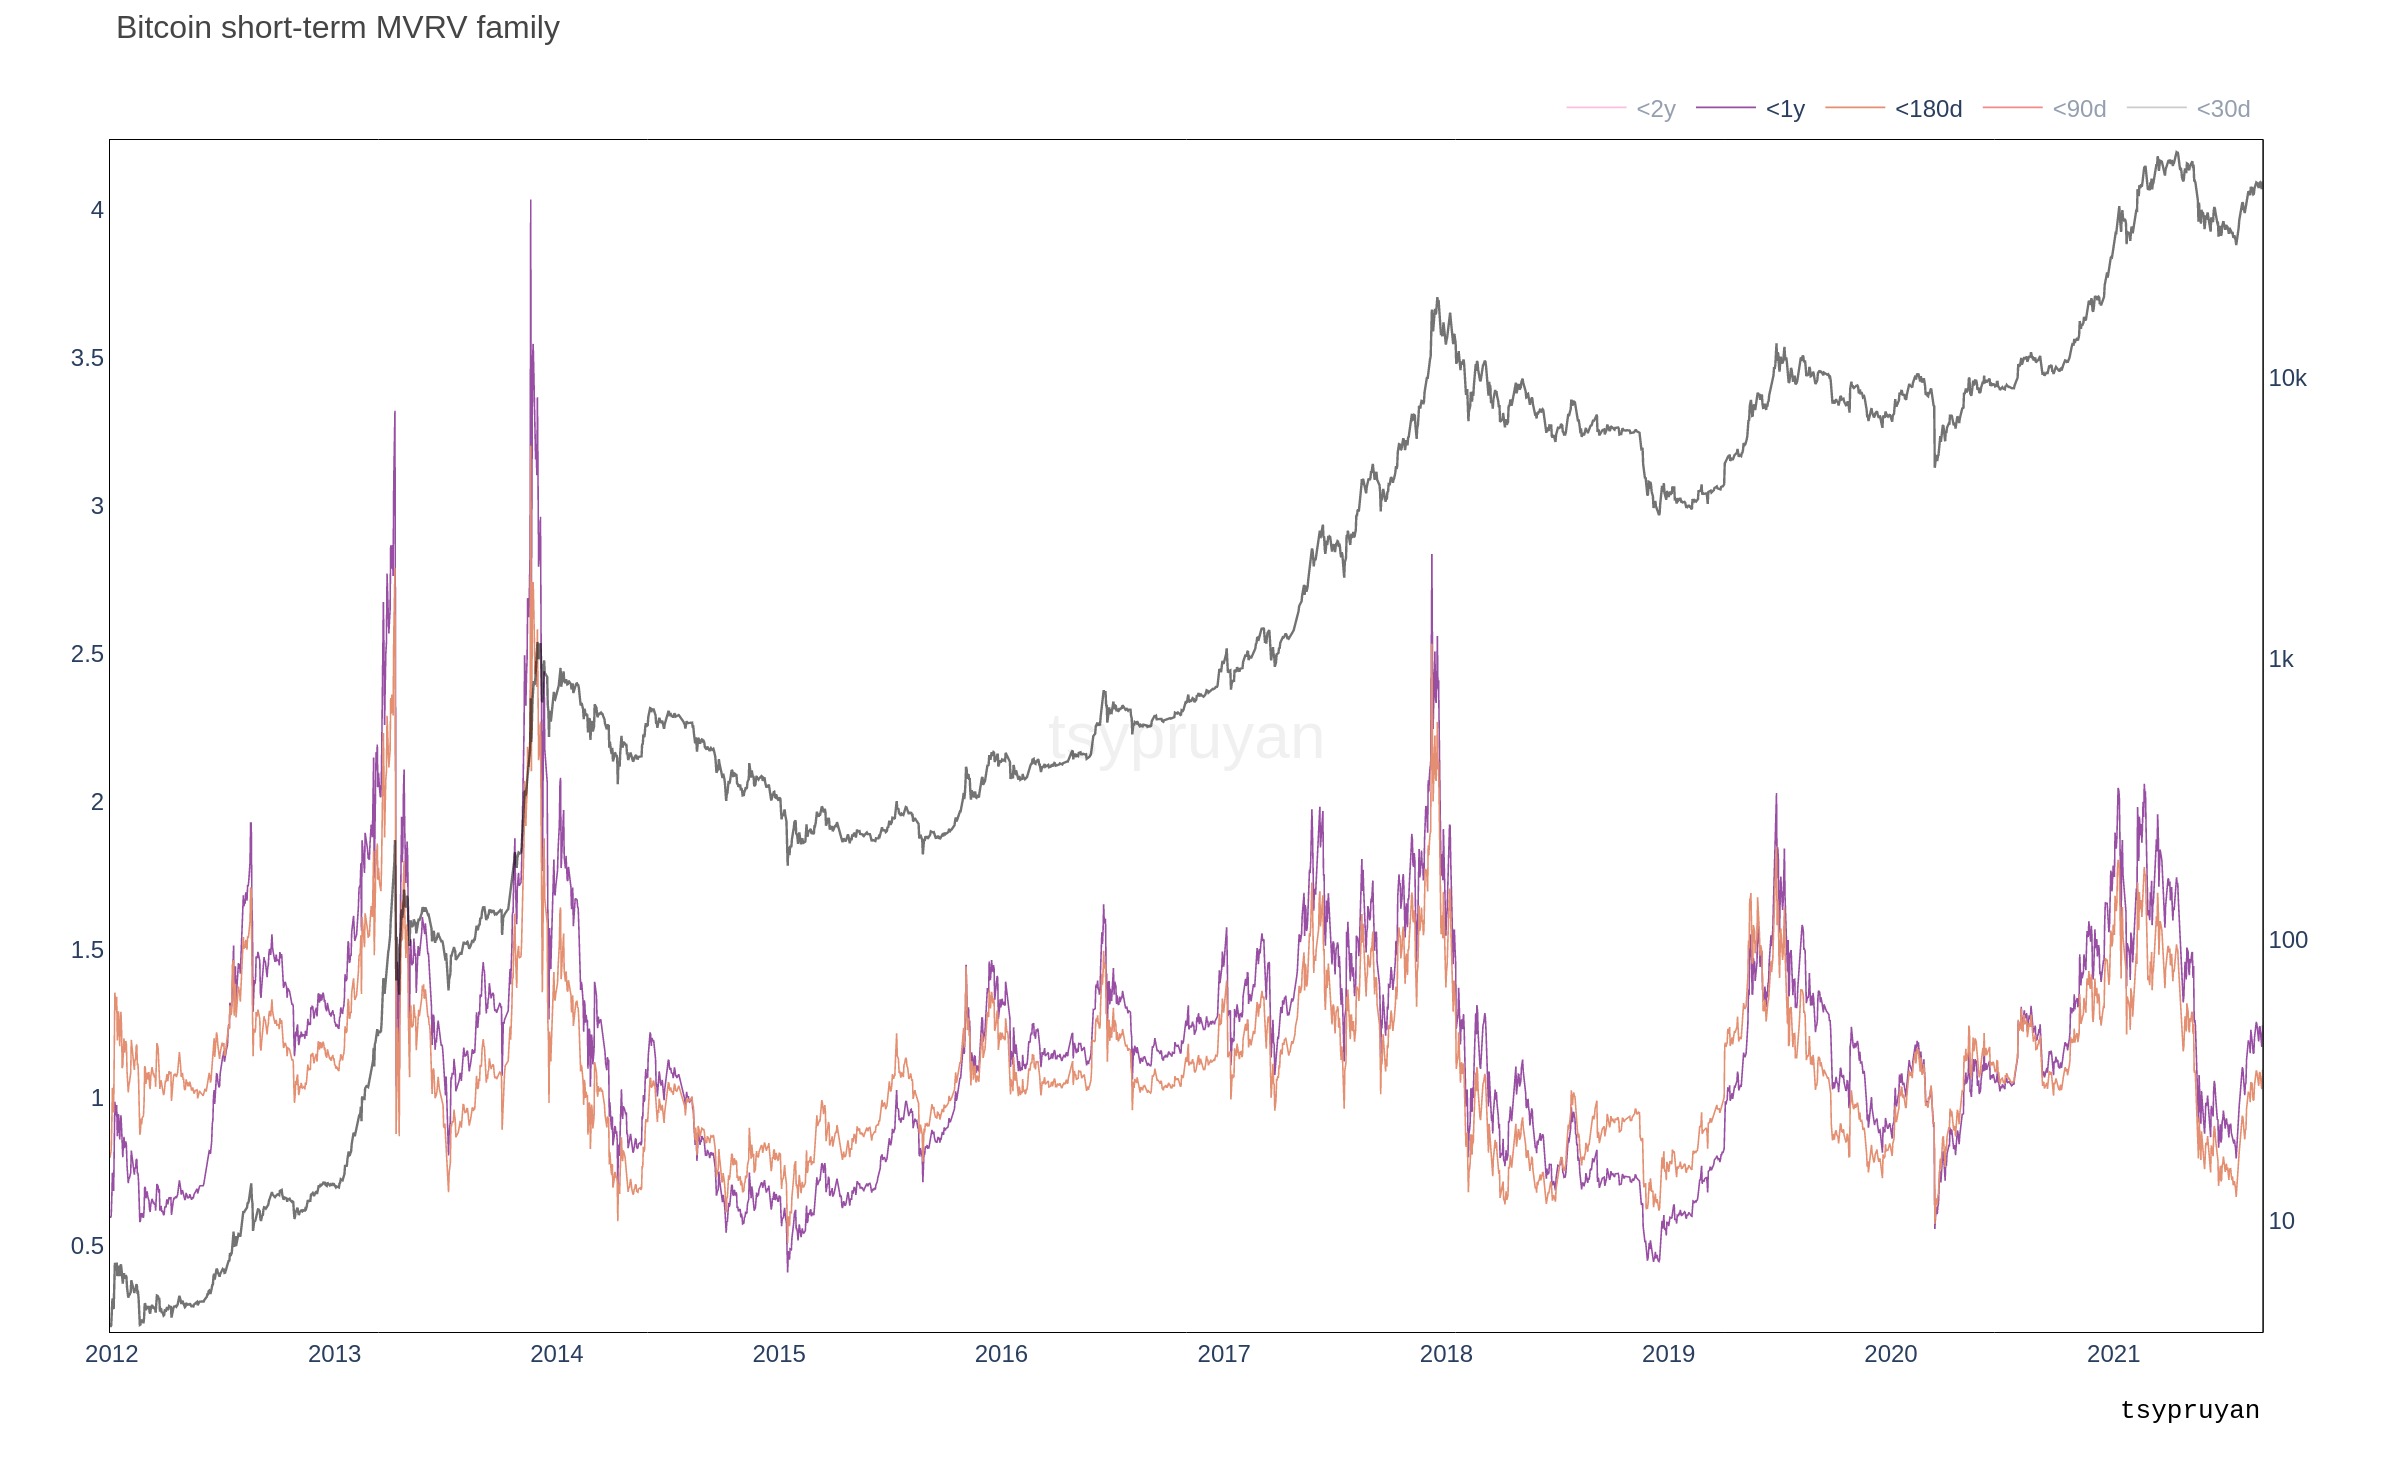 Bitcoin short-term MVRV family
<2y <1y <180d <90d <30d
4
3.5
3
2.5
2
1.5
1
0.5
10k
1k
100
10
tsypruyan
2012 2013 2014 2015 2016 2017 2018 2019 2020 2021
tsypruyan